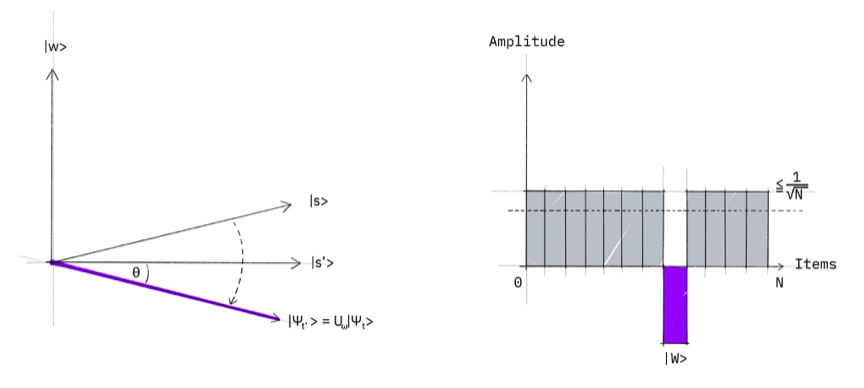 |w>
|s>
|s'>
θ
|Ψt'> = Uω|Ψt>
Amplitude
≤ 1/√N
Items
0
N
|W>